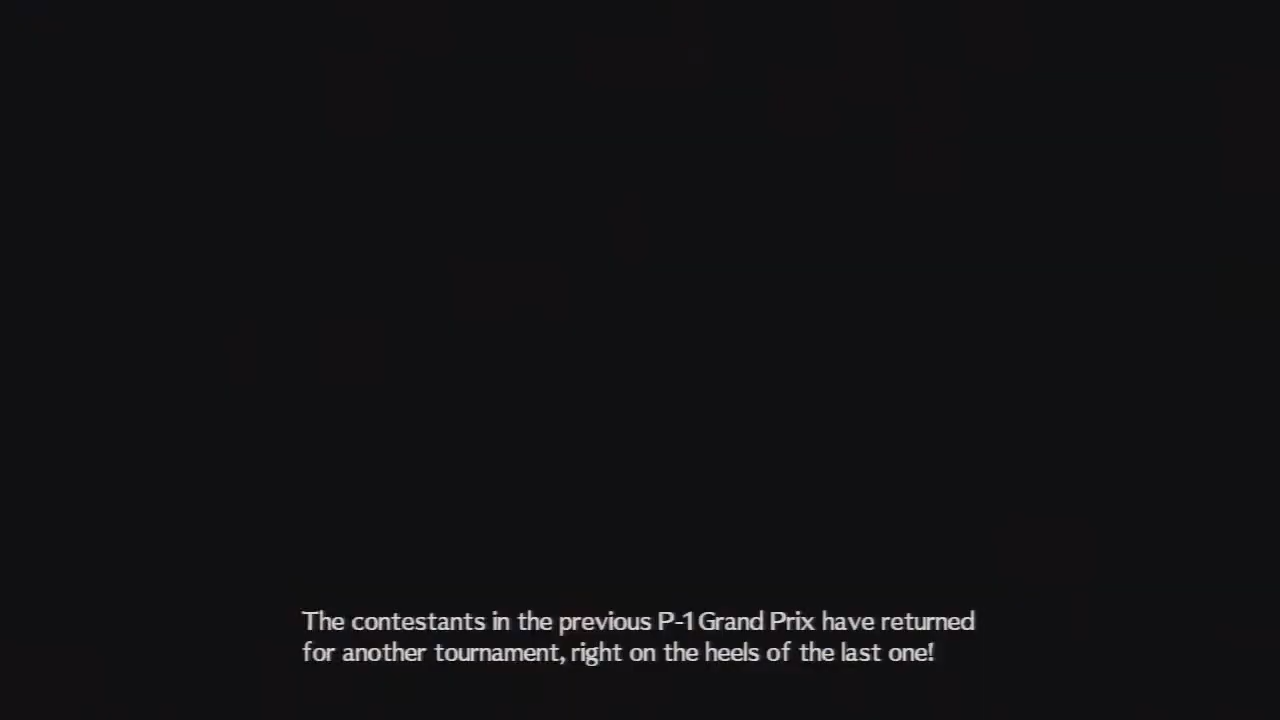 The contestants in the previous P-1 Grand Prix have returned
for another tournament, right on the heels of the last one!